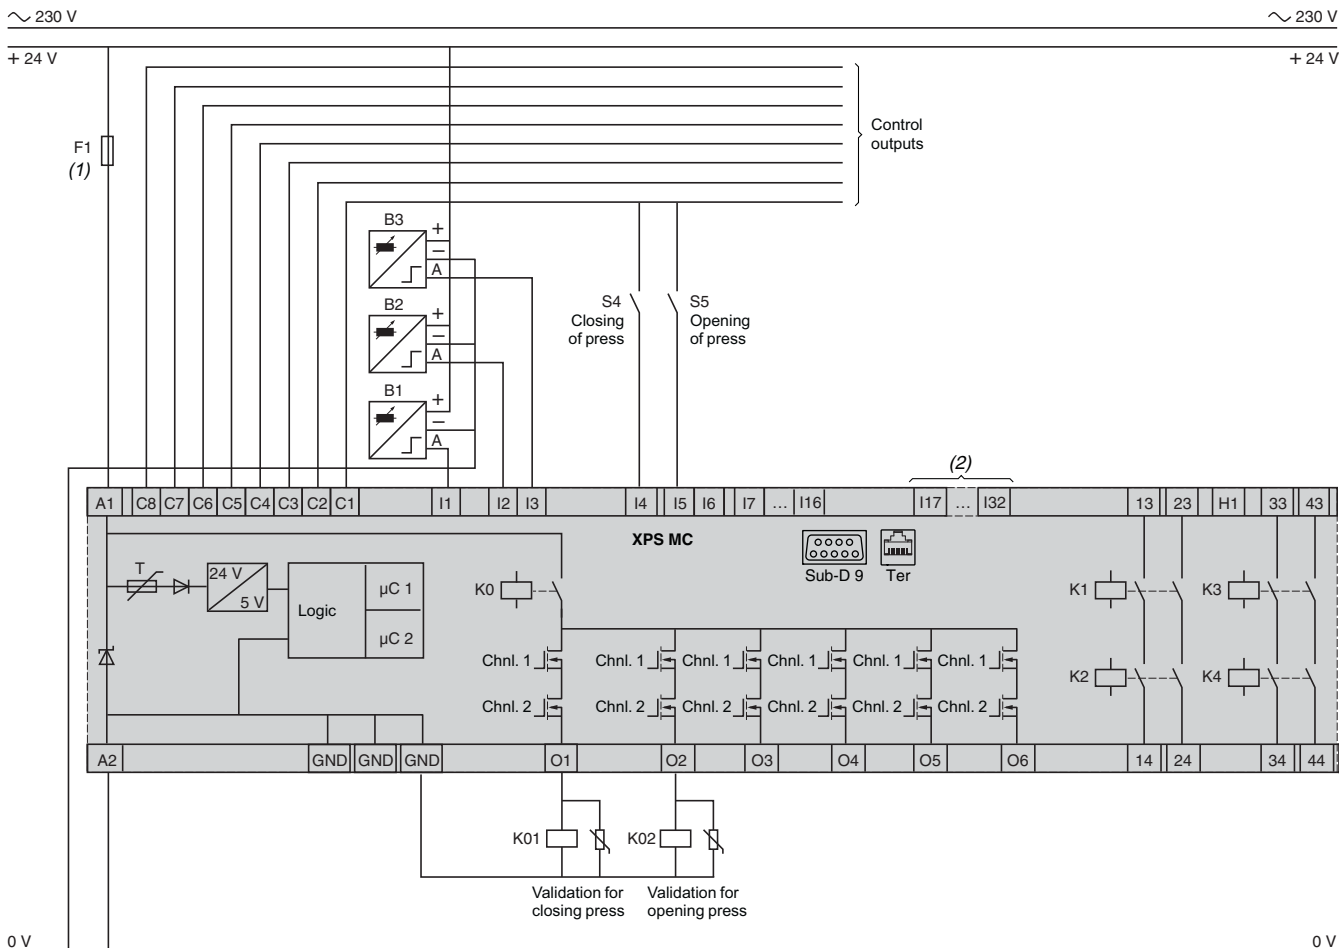 ∼ 230 V ∼ 230 V
+ 24 V + 24 V
F1
(1)
Control
outputs
B3
+
−
A
B2
+
−
A
B1
+
−
A
S4
Closing
of press
S5
Opening
of press
(2)
A1 C8 C7 C6 C5 C4 C3 C2 C1 I1 I2 I3 I4 I5 I6 I7 ... I16 I17 ... I32 13 23 H1 33 43
XPS MC
Sub-D 9 Ter
T
24 V
5 V
Logic
µC 1
µC 2
K0
K1 K3
K2 K4
Chnl. 1 Chnl. 1 Chnl. 1 Chnl. 1 Chnl. 1 Chnl. 1
Chnl. 2 Chnl. 2 Chnl. 2 Chnl. 2 Chnl. 2 Chnl. 2
A2 GND GND GND O1 O2 O3 O4 O5 O6 14 24 34 44
K01 K02
Validation for
closing press
Validation for
opening press
0 V 0 V